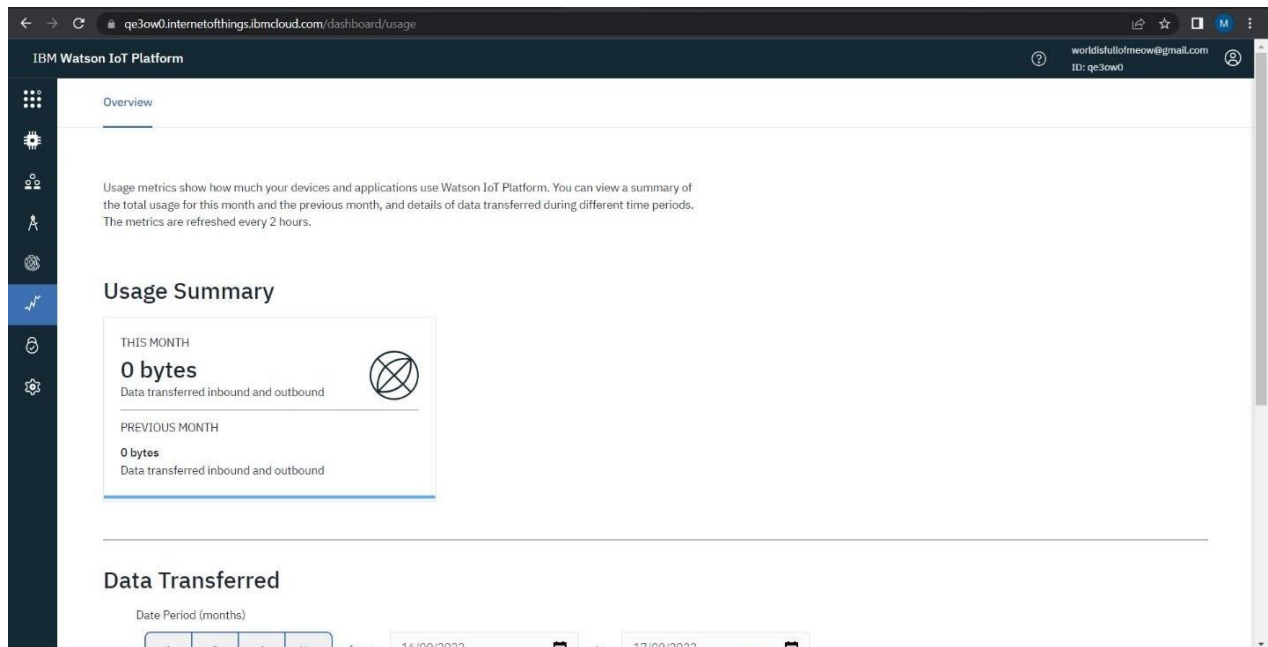 qe3ow0.internetofthings.ibmcloud.com/dashboard/usage
M
IBM Watson IoT Platform
worldisfullofmeow@gmail.com
ID: qe3ow0
Overview
Usage metrics show how much your devices and applications use Watson IoT Platform. You can view a summary of
the total usage for this month and the previous month, and details of data transferred during different time periods.
The metrics are refreshed every 2 hours.
Usage Summary
THIS MONTH
0 bytes
Data transferred inbound and outbound
PREVIOUS MONTH
0 bytes
Data transferred inbound and outbound
Data Transferred
Date Period (months)